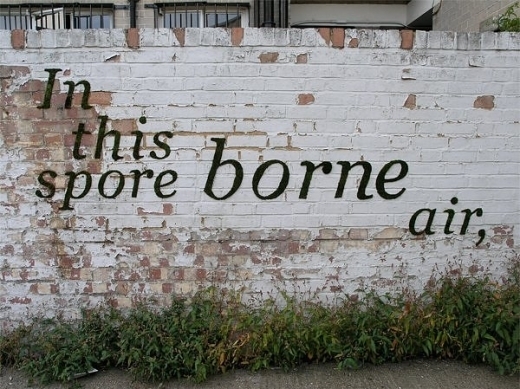 In
this
spore borne
air,